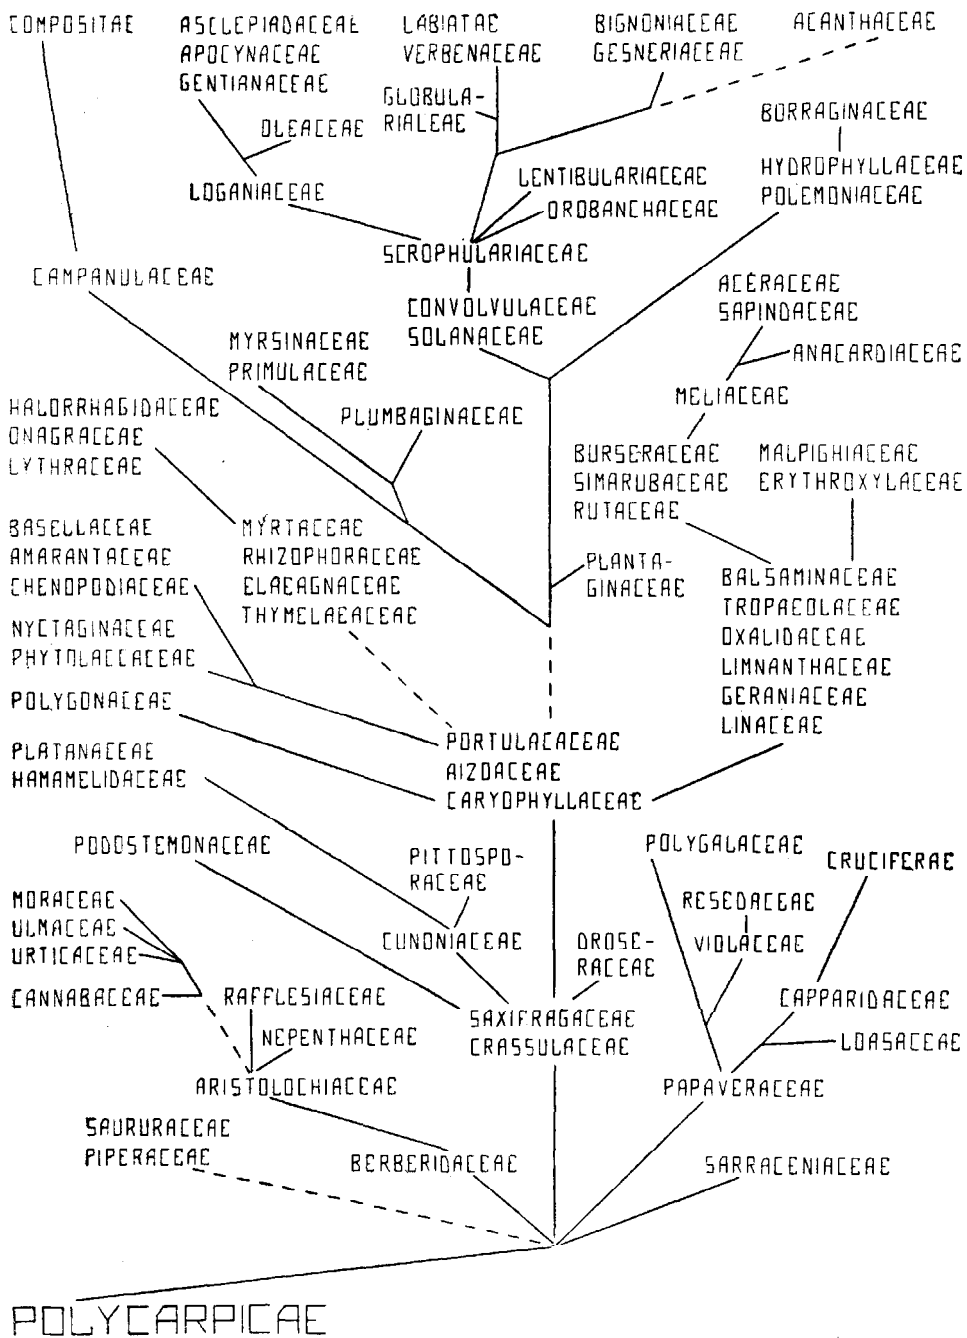 COMPOSITAE
ASCLEPIADACEAE
APOCYNACEAE
GENTIANACEAE
OLEACEAE
LOGANIACEAE
LABIATAE
VERBENACEAE
GLOBULA-
RIALEAE
BIGNONIACEAE
GESNERIACEAE
ACANTHACEAE
BORRAGINACEAE
HYDROPHYLLACEAE
POLEMONIACEAE
LENTIBULARIACEAE
OROBANCHACEAE
SCROPHULARIACEAE
CAMPANULACEAE
CONVOLVULACEAE
SOLANACEAE
ACERACEAE
SAPINDACEAE
ANACARDIACEAE
MELIACEAE
MYRSINACEAE
PRIMULACEAE
PLUMBAGINACEAE
HALORRHAGIDACEAE
ONAGRACEAE
LYTHRACEAE
BURSERACEAE
SIMARUBACEAE
RUTACEAE
MALPIGHIACEAE
ERYTHROXYLACEAE
BASELLACEAE
AMARANTACEAE
CHENOPODIACEAE
MYRTACEAE
RHIZOPHORACEAE
ELAEAGNACEAE
THYMELAEACEAE
PLANTA-
GINACEAE
BALSAMINACEAE
TROPAEOLACEAE
OXALIDACEAE
LIMNANTHACEAE
GERANIACEAE
LINACEAE
NYCTAGINACEAE
PHYTOLACCACEAE
POLYGONACEAE
PORTULACACEAE
AIZOACEAE
CARYOPHYLLACEAE
PLATANACEAE
HAMAMELIDACEAE
PODOSTEMONACEAE
PITTOSPO-
RACEAE
CUNONIACEAE
DROSE-
RACEAE
POLYGALACEAE
CRUCIFERAE
RESEDACEAE
VIOLACEAE
CAPPARIDACEAE
LOASACEAE
MORACEAE
ULMACEAE
URTICACEAE
CANNABACEAE
RAFFLESIACEAE
NEPENTHACEAE
SAXIFRAGACEAE
CRASSULACEAE
ARISTOLOCHIACEAE
PAPAVERACEAE
SAURURACEAE
PIPERACEAE
BERBERIDACEAE
SARRACENIACEAE
POLYCARPICAE